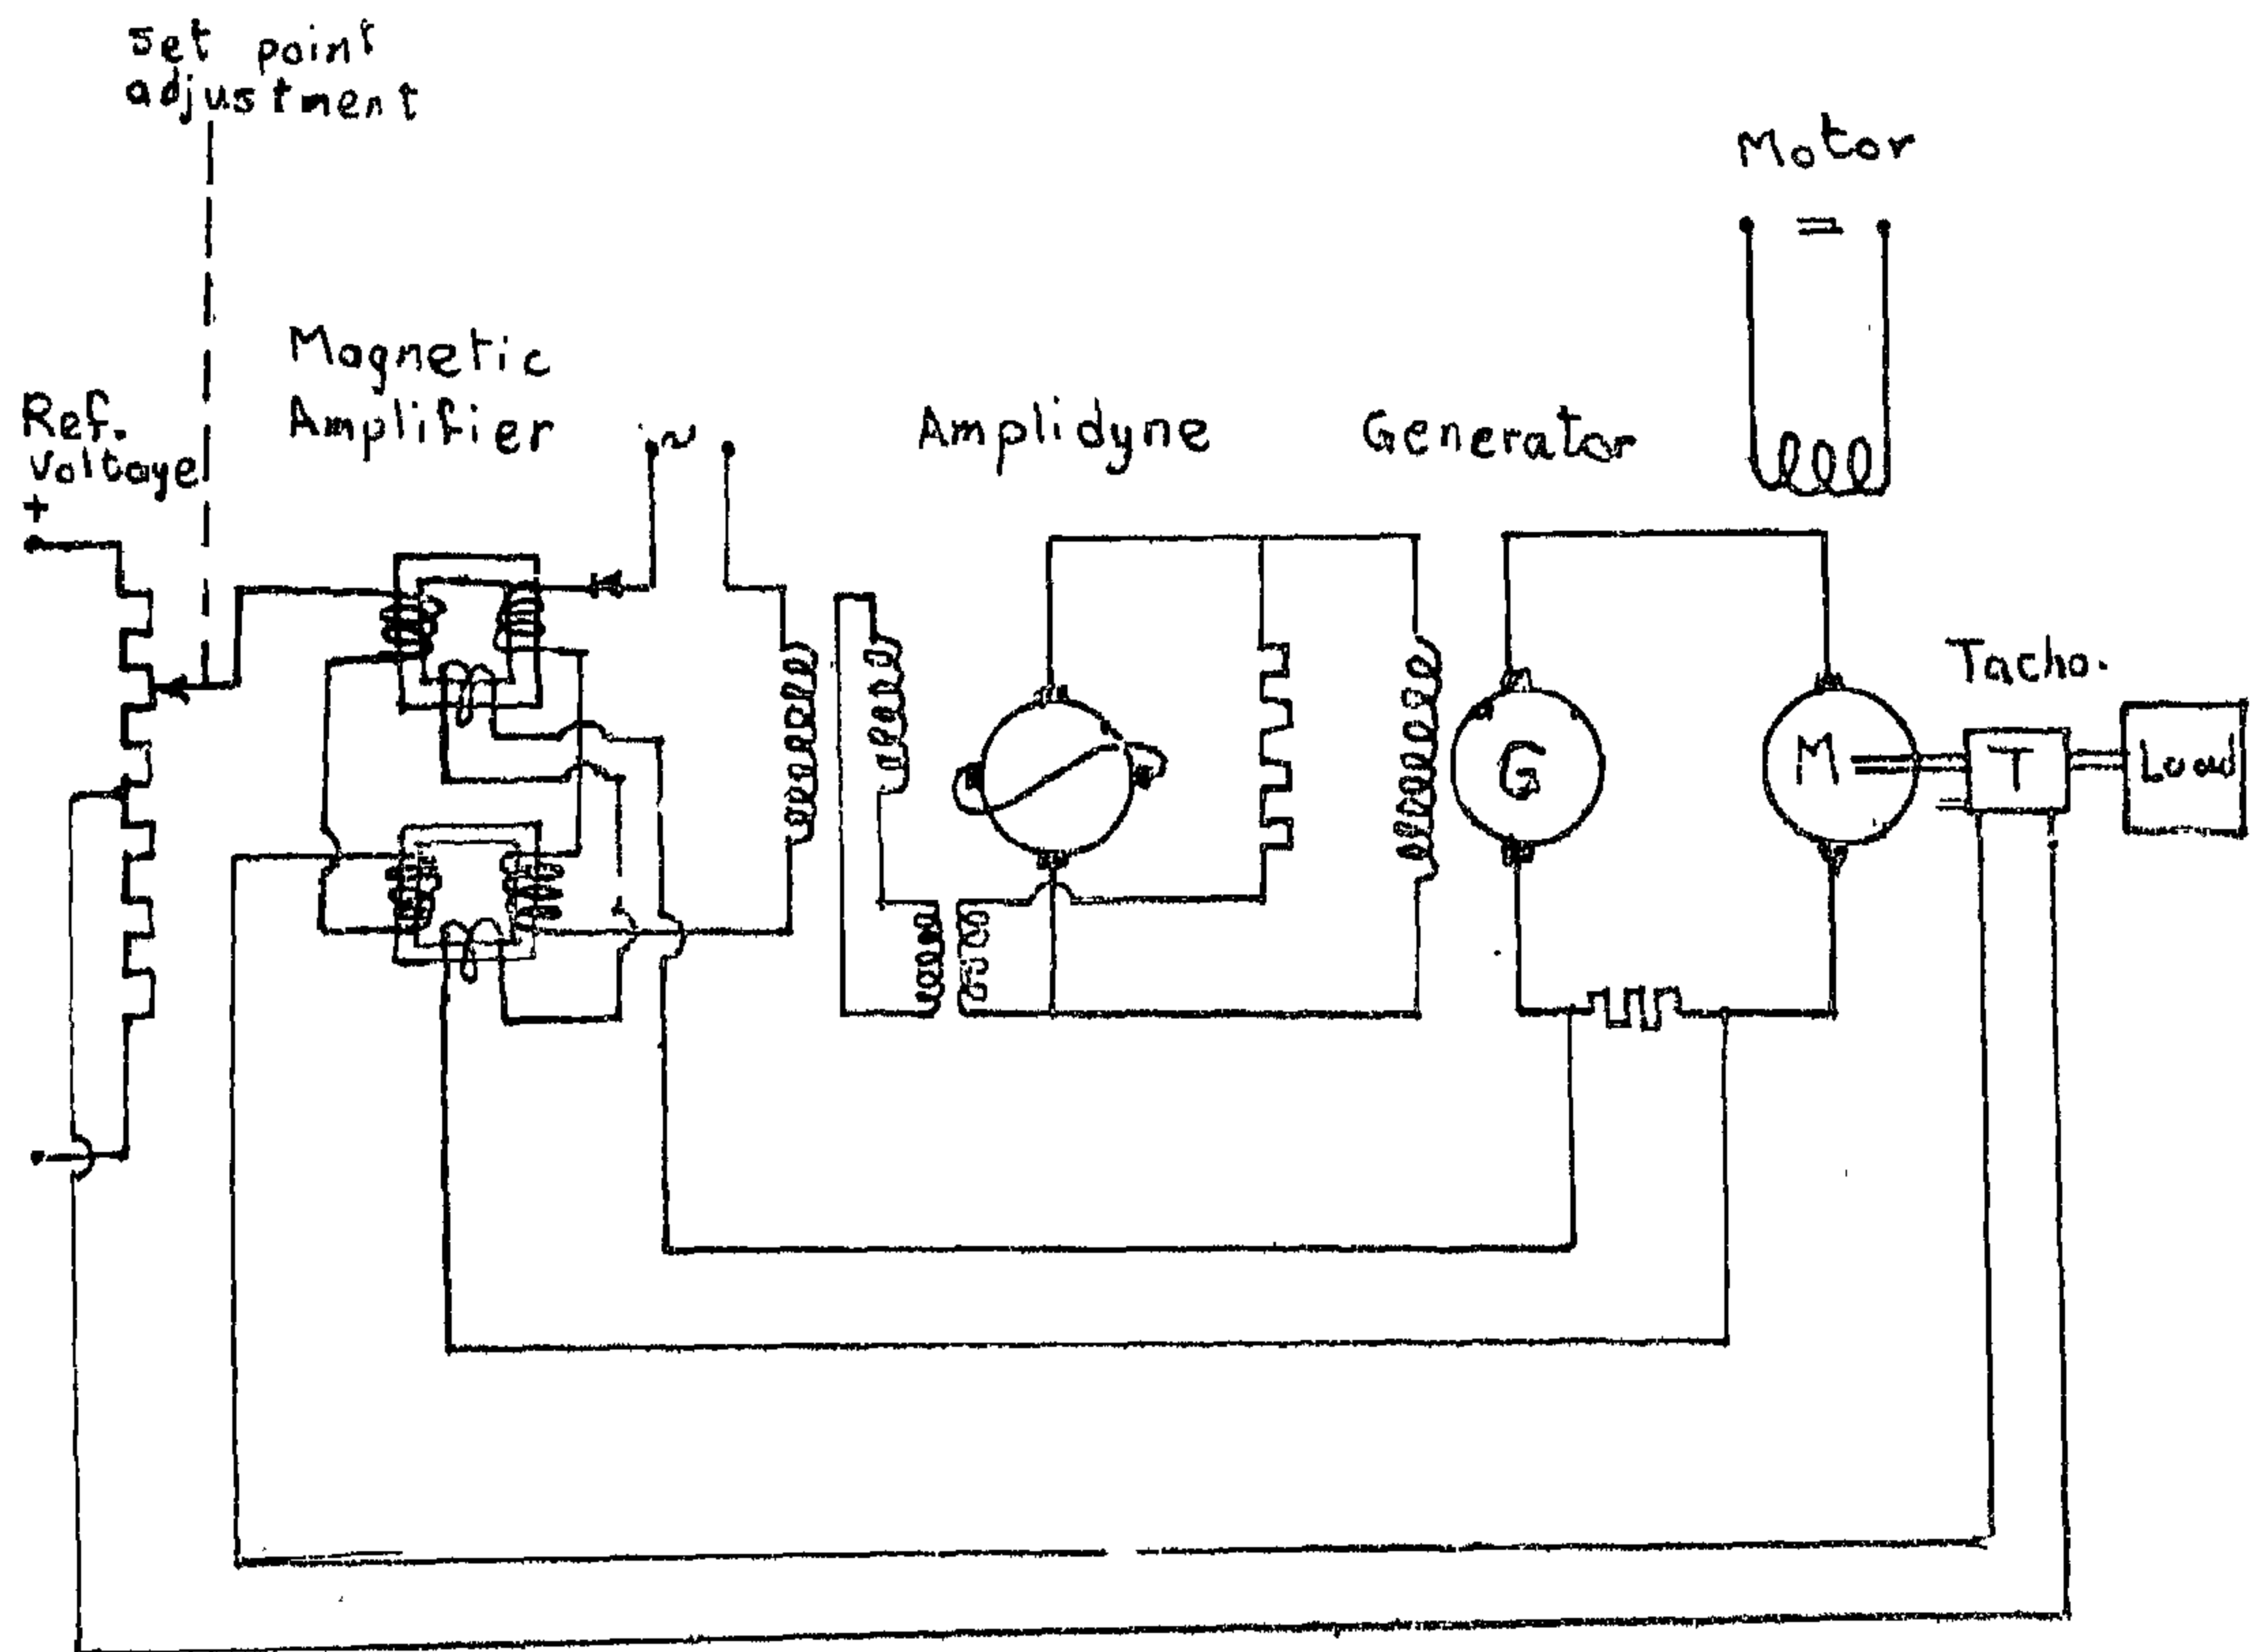 set point
adjustment
Motor
=
Magnetic
Amplifier
~
Ref.
Voltage
+
Amplidyne
Generator
Tacho.
G
M
T
Load